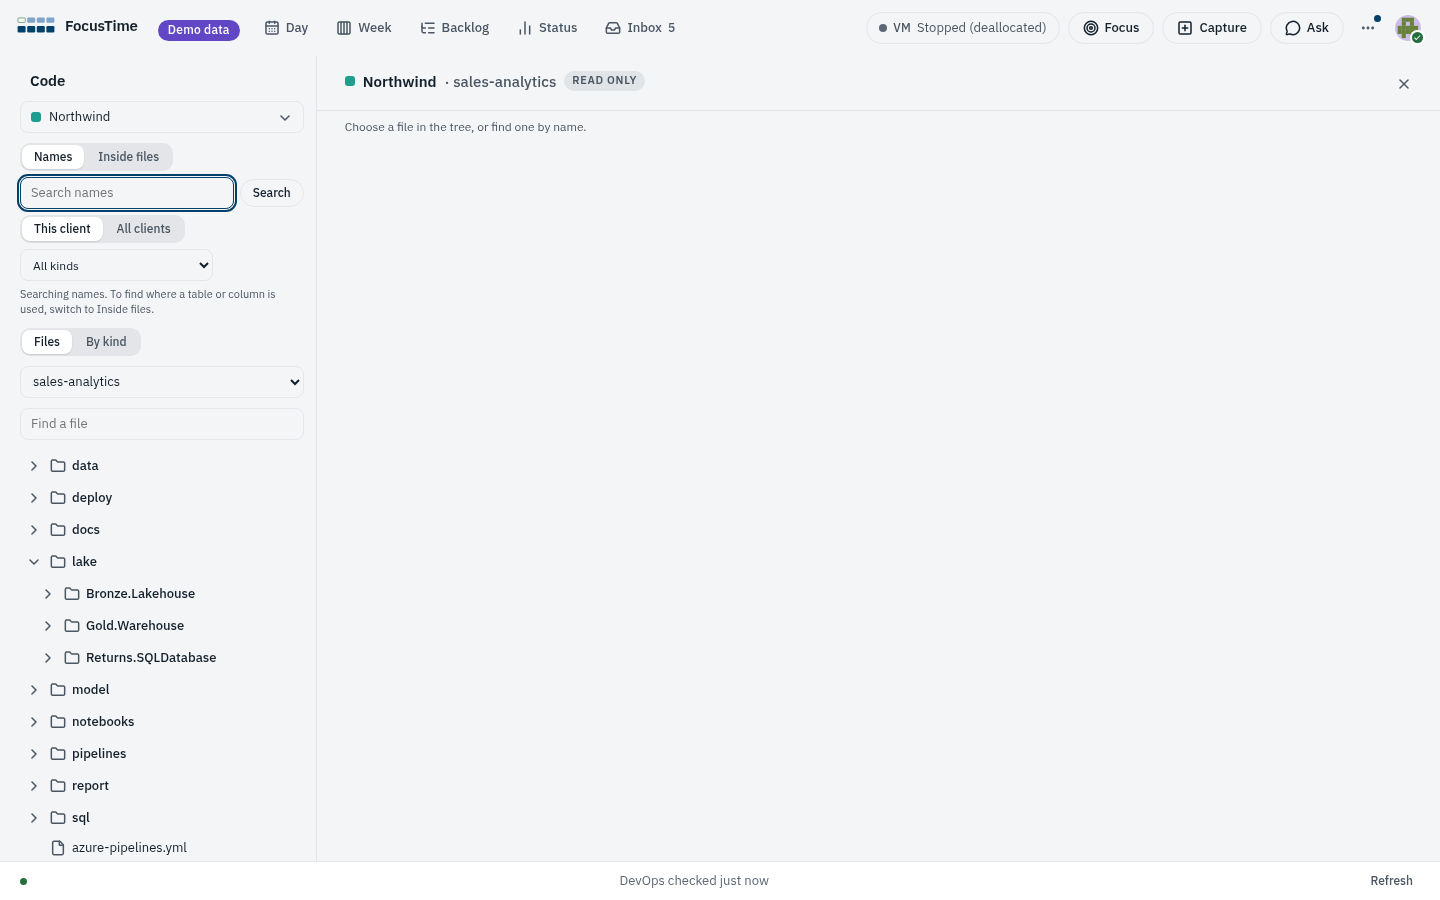 FocusTime
Demo data
Day
Week
Backlog
Status
Inbox 5
VM Stopped (deallocated)
Focus
Capture
Ask
Code
Northwind
Names
Inside files
Search names
Search
This client
All clients
All kinds
Searching names. To find where a table or column is
used, switch to Inside files.
Files
By kind
sales-analytics
Find a file
data
deploy
docs
lake
Bronze.Lakehouse
Gold.Warehouse
Returns.SQLDatabase
model
notebooks
pipelines
report
sql
azure-pipelines.yml
Northwind · sales-analytics READ ONLY
Choose a file in the tree, or find one by name.
DevOps checked just now
Refresh